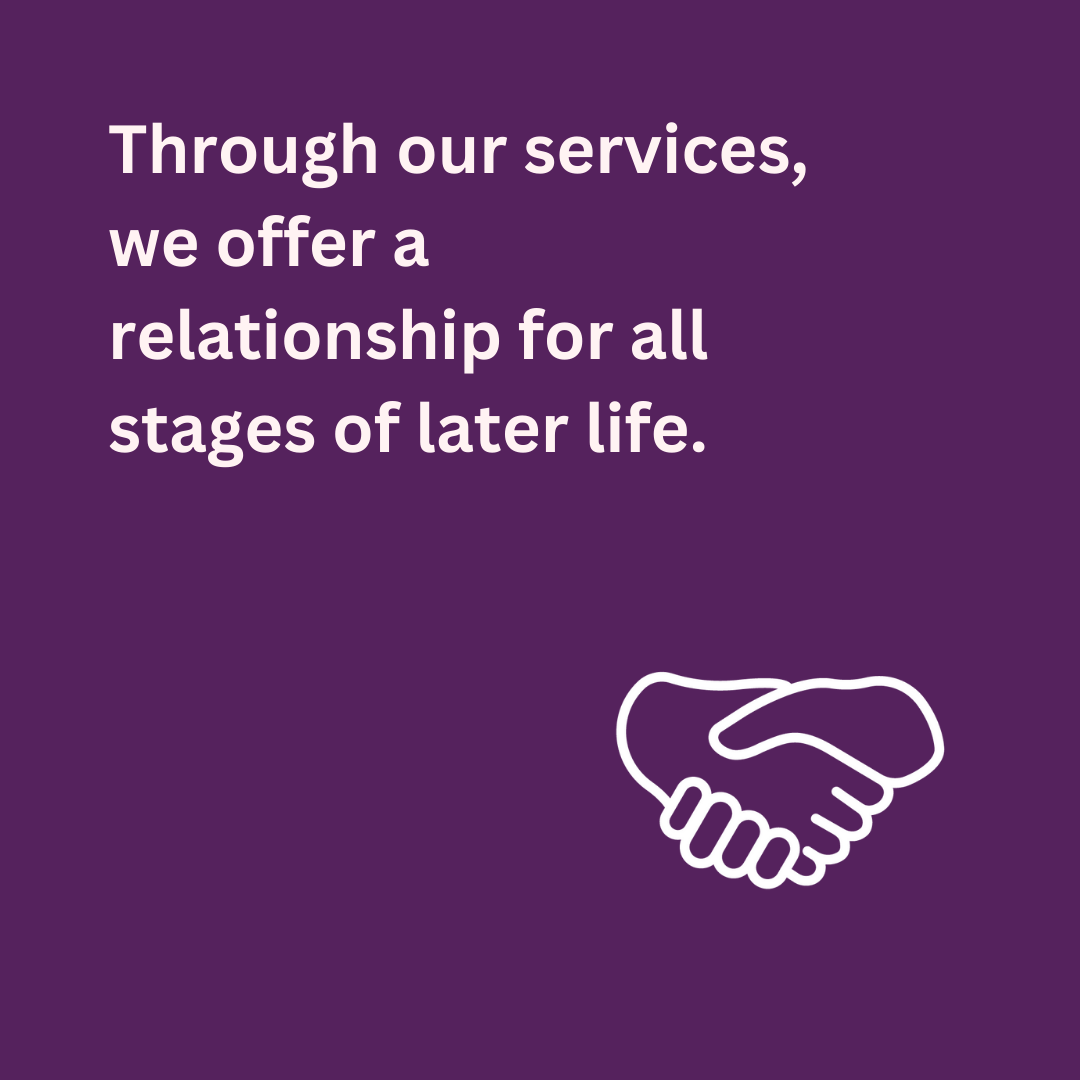 Through our services,
we offer a
relationship for all
stages of later life.